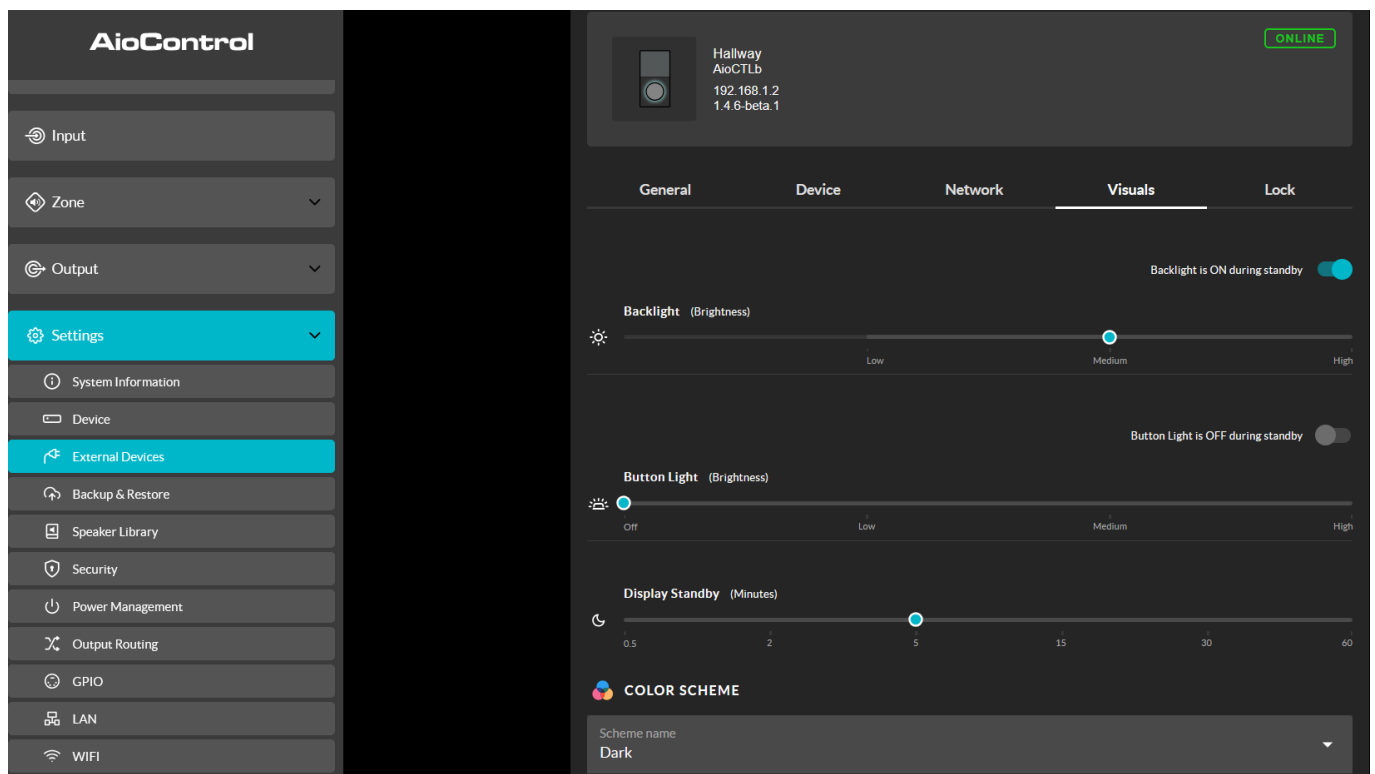 AioControl
Input
Zone
Output
Settings
System Information
Device
External Devices
Backup & Restore
Speaker Library
Security
Power Management
Output Routing
GPIO
LAN
WIFI
Hallway
AioCTLb
192.168.1.2
1.4.6-beta.1
ONLINE
General Device Network Visuals Lock
Backlight is ON during standby
Backlight (Brightness)
Low Medium High
Button Light is OFF during standby
Button Light (Brightness)
Off Low Medium High
Display Standby (Minutes)
0.5 2 5 15 30 60
COLOR SCHEME
Scheme name
Dark